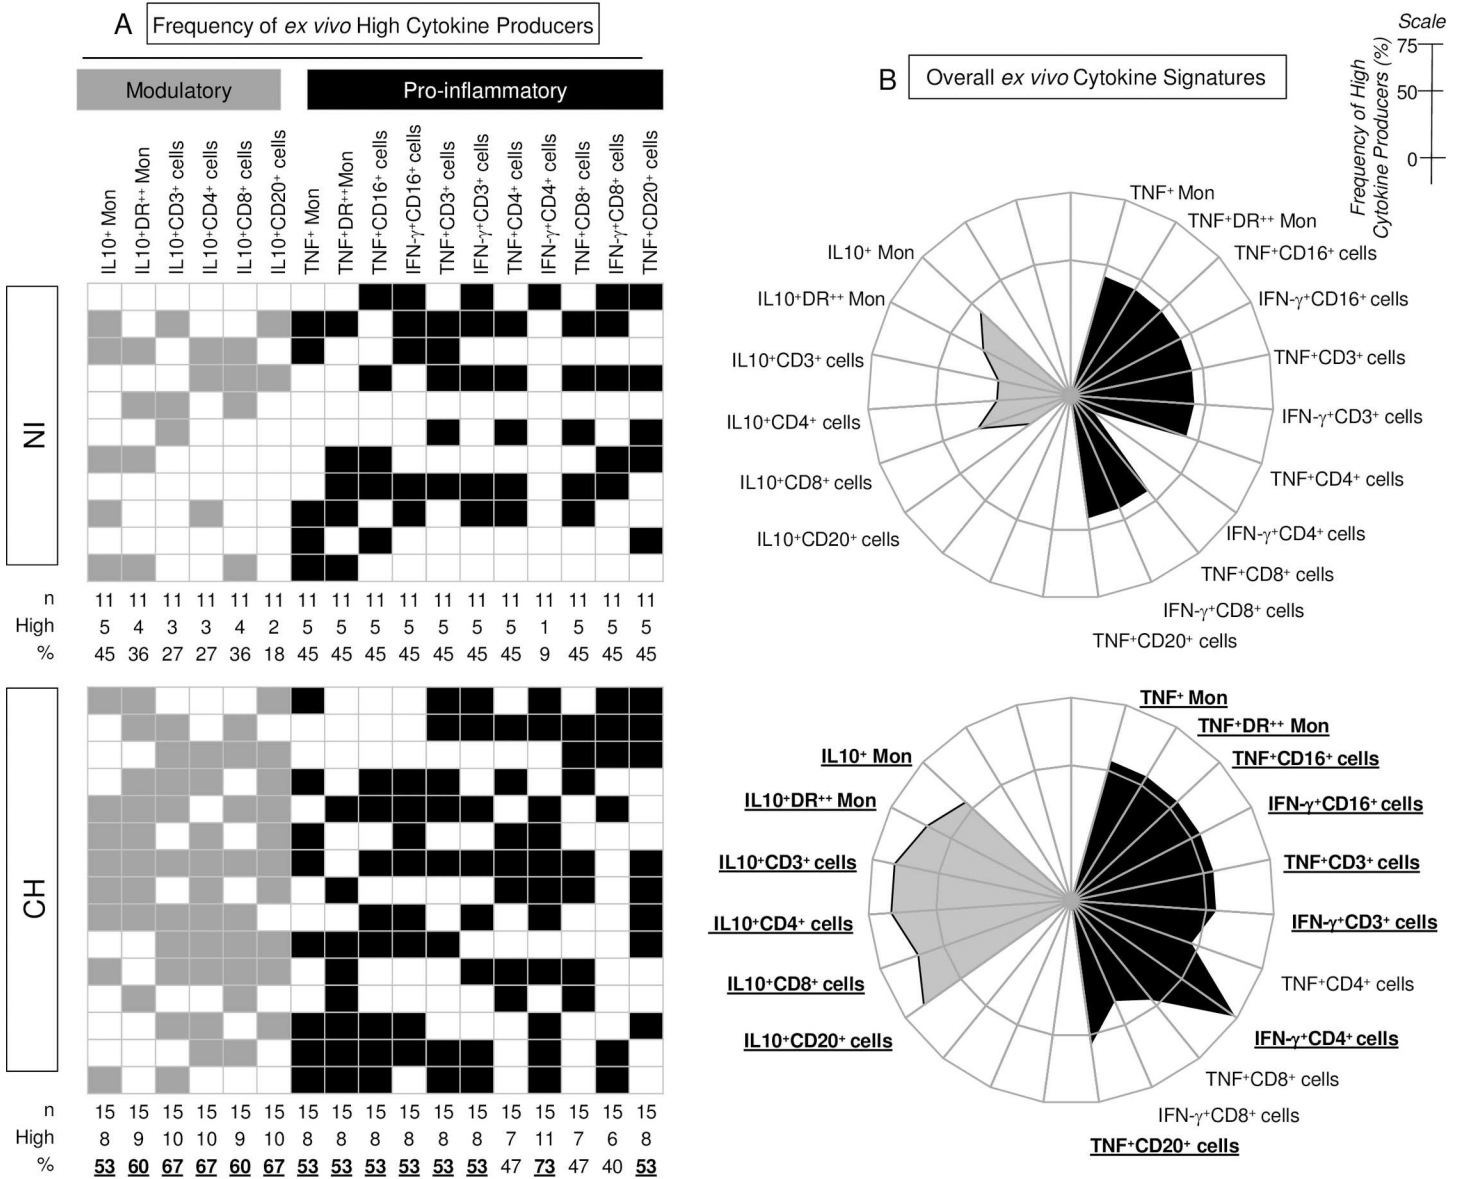 A
Frequency of ex vivo High Cytokine Producers
Modulatory
Pro-inflammatory
IL10⁺ Mon
IL10⁺DR⁺⁺ Mon
IL10⁺CD3⁺ cells
IL10⁺CD4⁺ cells
IL10⁺CD8⁺ cells
IL10⁺CD20⁺ cells
TNF⁺ Mon
TNF⁺DR⁺⁺Mon
TNF⁺CD16⁺ cells
IFN-γ⁺CD16⁺ cells
TNF⁺CD3⁺ cells
IFN-γ⁺CD3⁺ cells
TNF⁺CD4⁺ cells
IFN-γ⁺CD4⁺ cells
TNF⁺CD8⁺ cells
IFN-γ⁺CD8⁺ cells
TNF⁺CD20⁺ cells
NI
n 11 11 11 11 11 11 11 11 11 11 11 11 11 11 11 11 11
High 5 4 3 3 4 2 5 5 5 5 5 5 5 1 5 5 5
% 45 36 27 27 36 18 45 45 45 45 45 45 45 9 45 45 45
CH
n 15 15 15 15 15 15 15 15 15 15 15 15 15 15 15 15 15
High 8 9 10 10 9 10 8 8 8 8 8 8 7 11 7 6 8
% 53 60 67 67 60 67 53 53 53 53 53 53 47 73 47 40 53
B
Overall ex vivo Cytokine Signatures
Scale
75
50
0
Frequency of High
Cytokine Producers (%)
TNF⁺ Mon
TNF⁺DR⁺⁺ Mon
TNF⁺CD16⁺ cells
IFN-γ⁺CD16⁺ cells
TNF⁺CD3⁺ cells
IFN-γ⁺CD3⁺ cells
TNF⁺CD4⁺ cells
IFN-γ⁺CD4⁺ cells
TNF⁺CD8⁺ cells
IFN-γ⁺CD8⁺ cells
TNF⁺CD20⁺ cells
IL10⁺ Mon
IL10⁺DR⁺⁺ Mon
IL10⁺CD3⁺ cells
IL10⁺CD4⁺ cells
IL10⁺CD8⁺ cells
IL10⁺CD20⁺ cells
TNF⁺ Mon
TNF⁺DR⁺⁺ Mon
TNF⁺CD16⁺ cells
IFN-γ⁺CD16⁺ cells
TNF⁺CD3⁺ cells
IFN-γ⁺CD3⁺ cells
TNF⁺CD4⁺ cells
IFN-γ⁺CD4⁺ cells
TNF⁺CD8⁺ cells
IFN-γ⁺CD8⁺ cells
TNF⁺CD20⁺ cells
IL10⁺ Mon
IL10⁺DR⁺⁺ Mon
IL10⁺CD3⁺ cells
IL10⁺CD4⁺ cells
IL10⁺CD8⁺ cells
IL10⁺CD20⁺ cells